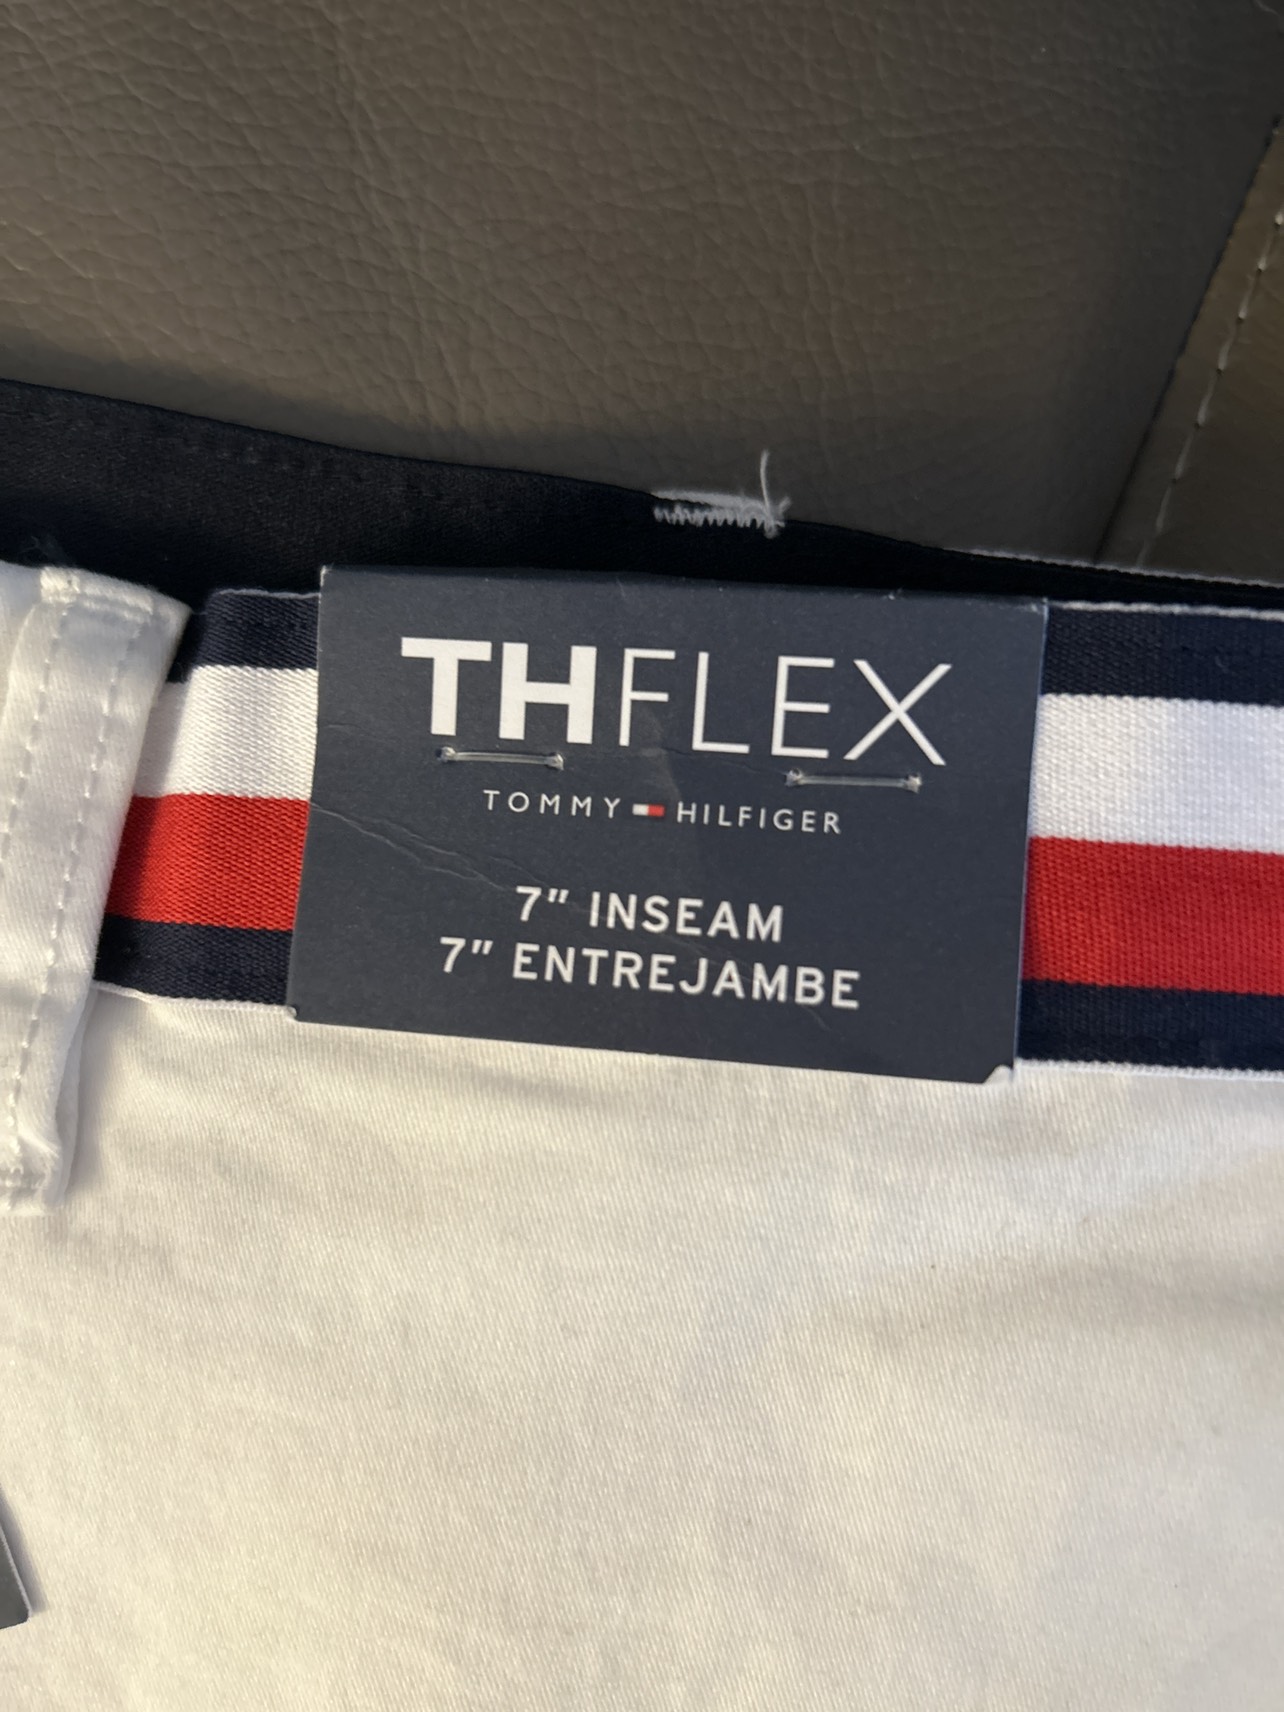 THFLEX
TOMMY HILFIGER
7" INSEAM
7" ENTREJAMBE